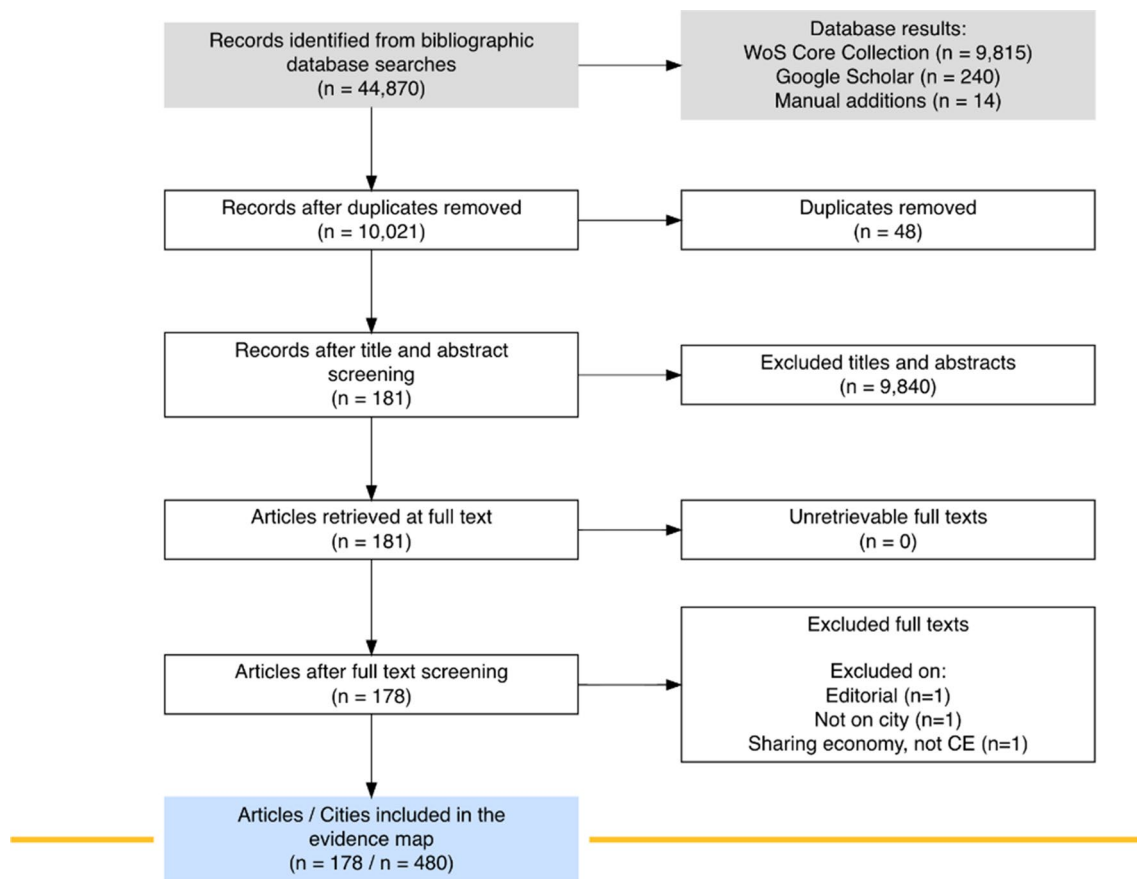 Records identified from bibliographic
database searches
(n = 44,870)
Database results:
WoS Core Collection (n = 9,815)
Google Scholar (n = 240)
Manual additions (n = 14)
Records after duplicates removed
(n = 10,021)
Duplicates removed
(n = 48)
Records after title and abstract
screening
(n = 181)
Excluded titles and abstracts
(n = 9,840)
Articles retrieved at full text
(n = 181)
Unretrievable full texts
(n = 0)
Articles after full text screening
(n = 178)
Excluded full texts
Excluded on:
Editorial (n=1)
Not on city (n=1)
Sharing economy, not CE (n=1)
Articles / Cities included in the
evidence map
(n = 178 / n = 480)